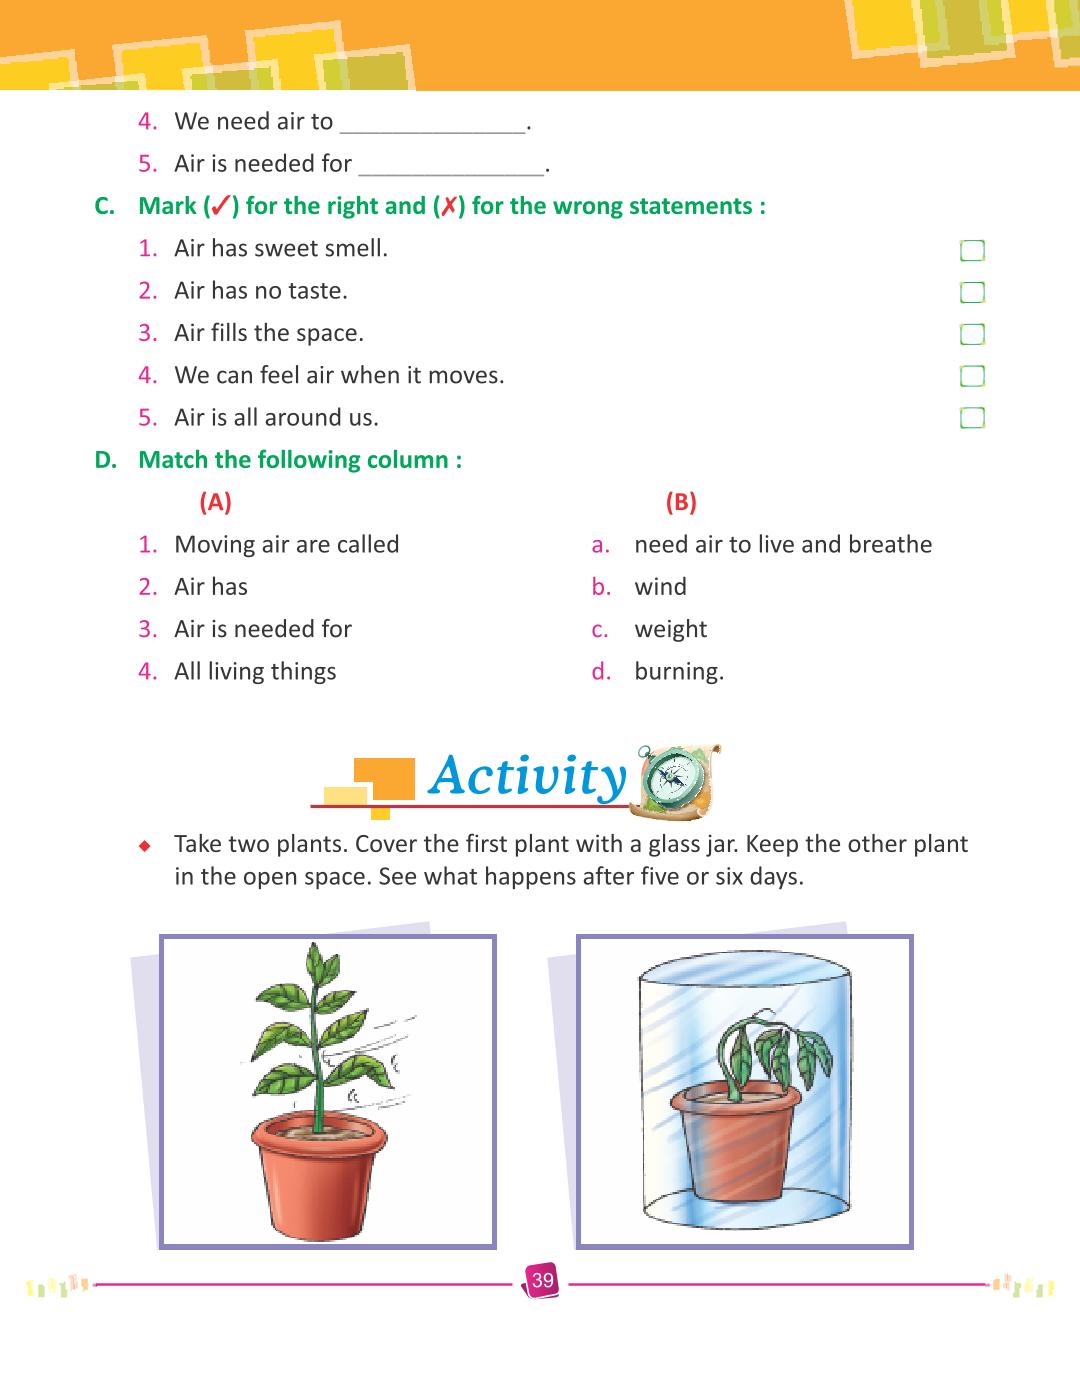 4. We need air to ______________.
5. Air is needed for ______________.
C. Mark (✓) for the right and (✗) for the wrong statements :
1. Air has sweet smell.
2. Air has no taste.
3. Air fills the space.
4. We can feel air when it moves.
5. Air is all around us.
D. Match the following column :
(A) (B)
1. Moving air are called a. need air to live and breathe
2. Air has b. wind
3. Air is needed for c. weight
4. All living things d. burning.
Activity
◆ Take two plants. Cover the first plant with a glass jar. Keep the other plant
in the open space. See what happens after five or six days.
39